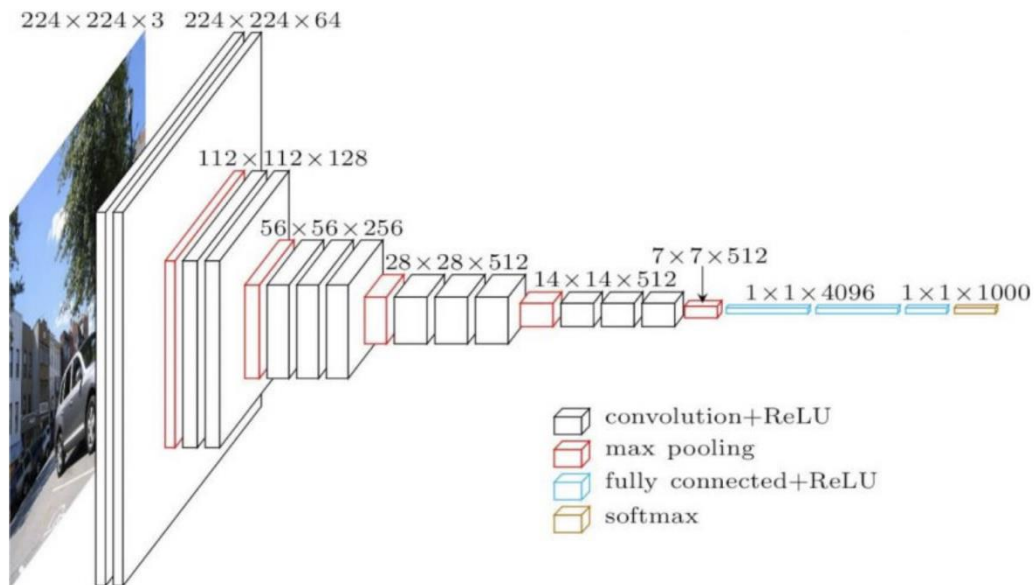 224×224×3
224×224×64
112×112×128
56×56×256
28×28×512
14×14×512
7×7×512
1×1×4096
1×1×1000
convolution+ReLU
max pooling
fully connected+ReLU
softmax